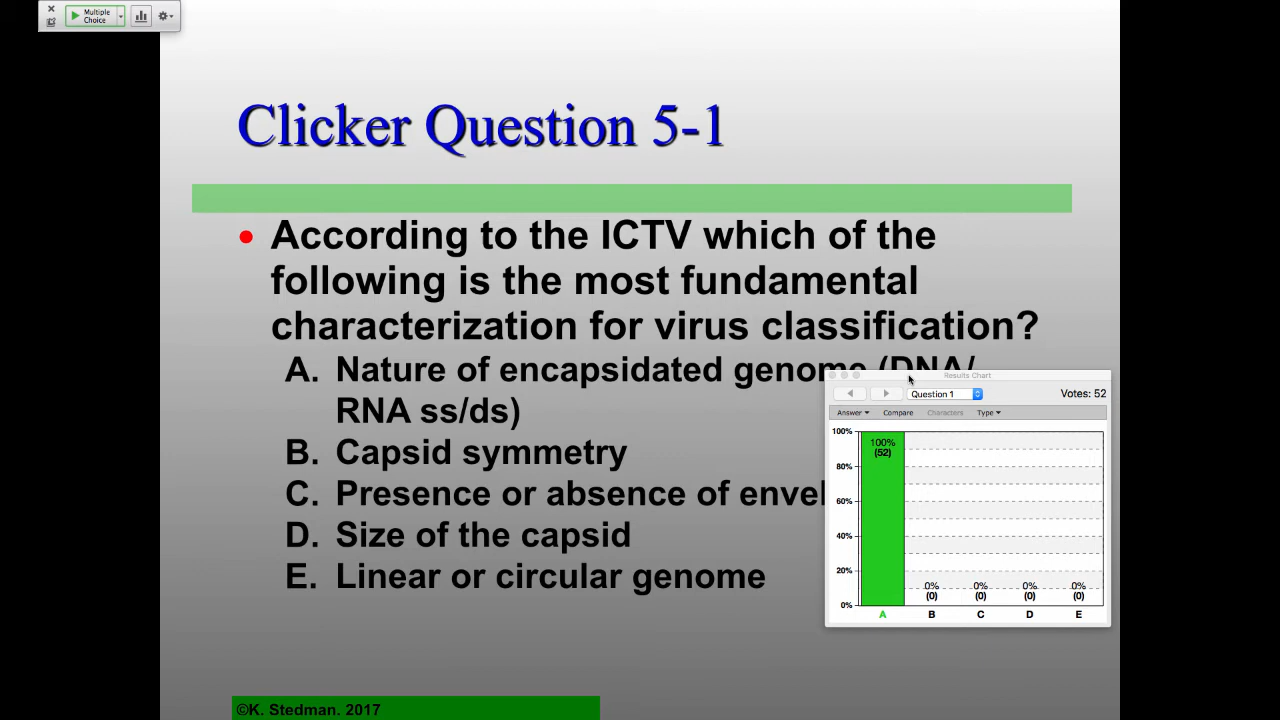 Multiple
Choice
Clicker Question 5-1
• According to the ICTV which of the
following is the most fundamental
characterization for virus classification?
A. Nature of encapsidated genome (DNA/
RNA ss/ds)
B. Capsid symmetry
C. Presence or absence of
D. Size of the capsid
E. Linear or circular genome
Results Chart
Question 1
Votes: 52
Answer Compare Characters Type
100%
80%
60%
40%
20%
0%
100%
(52)
0% 0% 0% 0%
(0) (0) (0) (0)
A B C D E
©K. Stedman. 2017